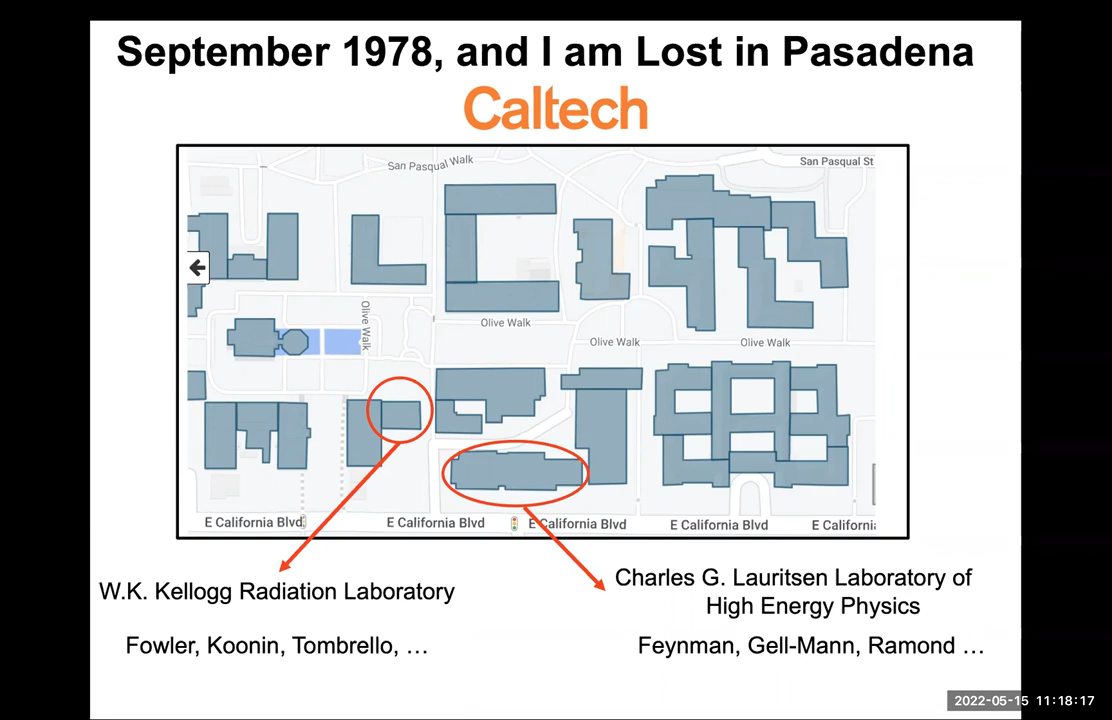 September 1978, and I am Lost in Pasadena
Caltech
San Pasqual Walk
San Pasqual St
Olive Walk
Olive Walk
Olive Walk
Olive Walk
E California Blvd
E California Blvd
E California Blvd
E California Blvd
E California
W.K. Kellogg Radiation Laboratory
Fowler, Koonin, Tombrello, …
Charles G. Lauritsen Laboratory of
High Energy Physics
Feynman, Gell-Mann, Ramond …
2022-05-15 11:18:17